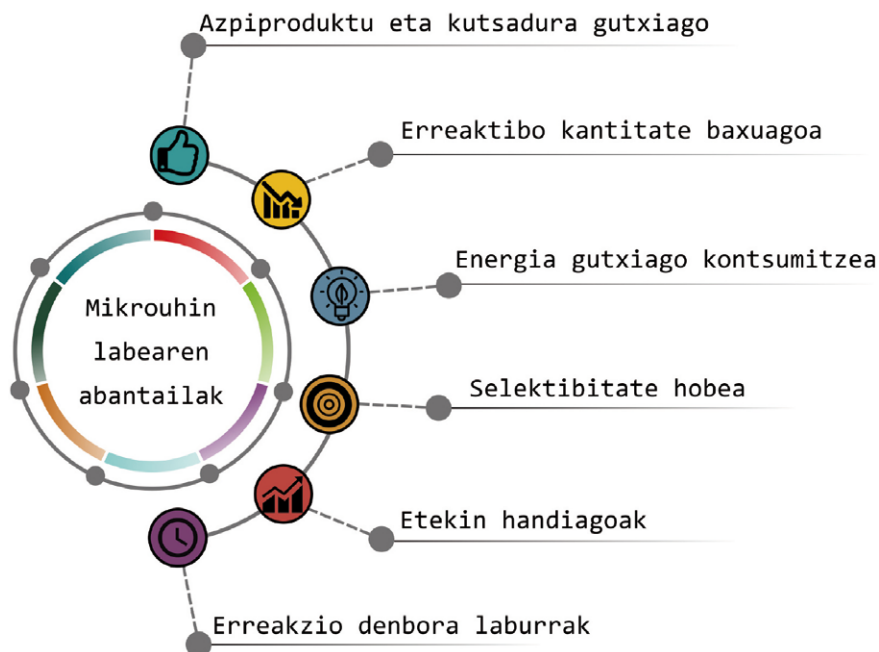 Azpiproduktu eta kutsadura gutxiago
Erreaktibo kantitate baxuagoa
Energia gutxiago kontsumitzea
Mikrouhin
labearen
abantailak
Selektibitate hobea
Etekin handiagoak
Erreakzio denbora laburrak